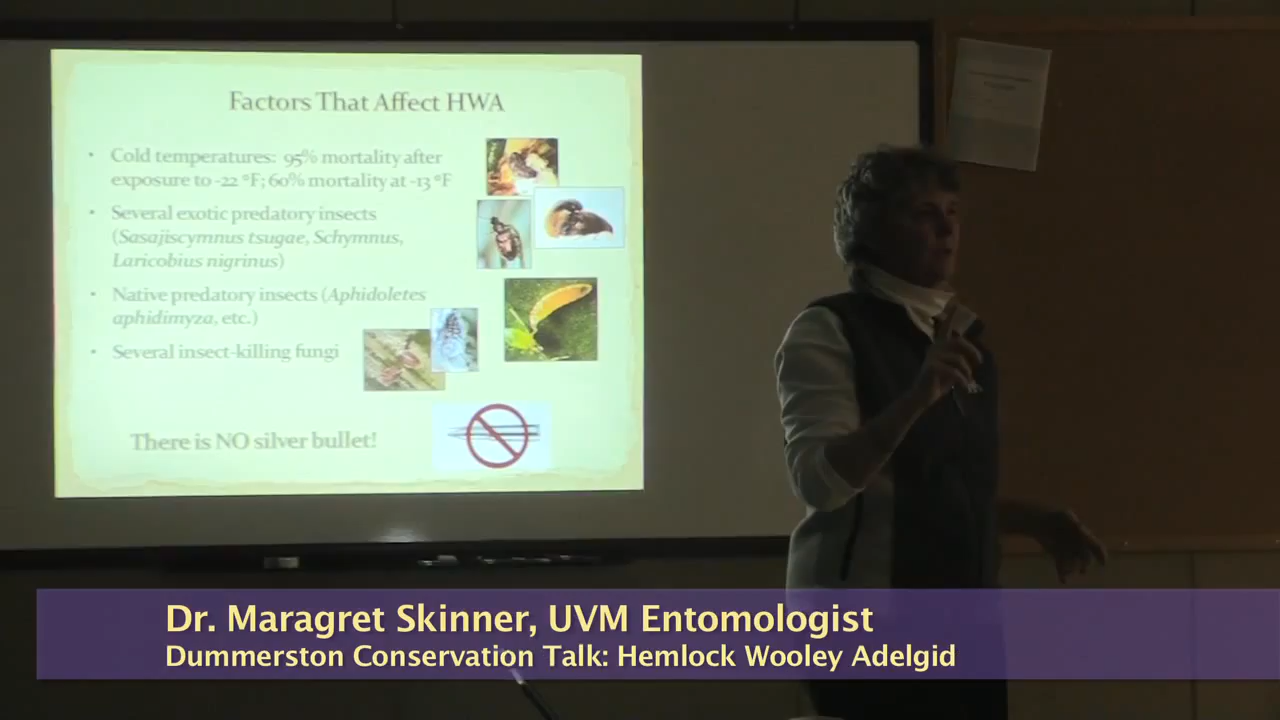 Factors That Affect HWA
• Cold temperatures: 95% mortality after
exposure to -22 °F; 60% mortality at -13 °F
• Several exotic predatory insects
(Sasajiscymnus tsugae, Schymnus,
Laricobius nigrinus)
• Native predatory insects (Aphidoletes
aphidimyza, etc.)
• Several insect-killing fungi
There is NO silver bullet!
Dr. Maragret Skinner, UVM Entomologist
Dummerston Conservation Talk: Hemlock Wooley Adelgid